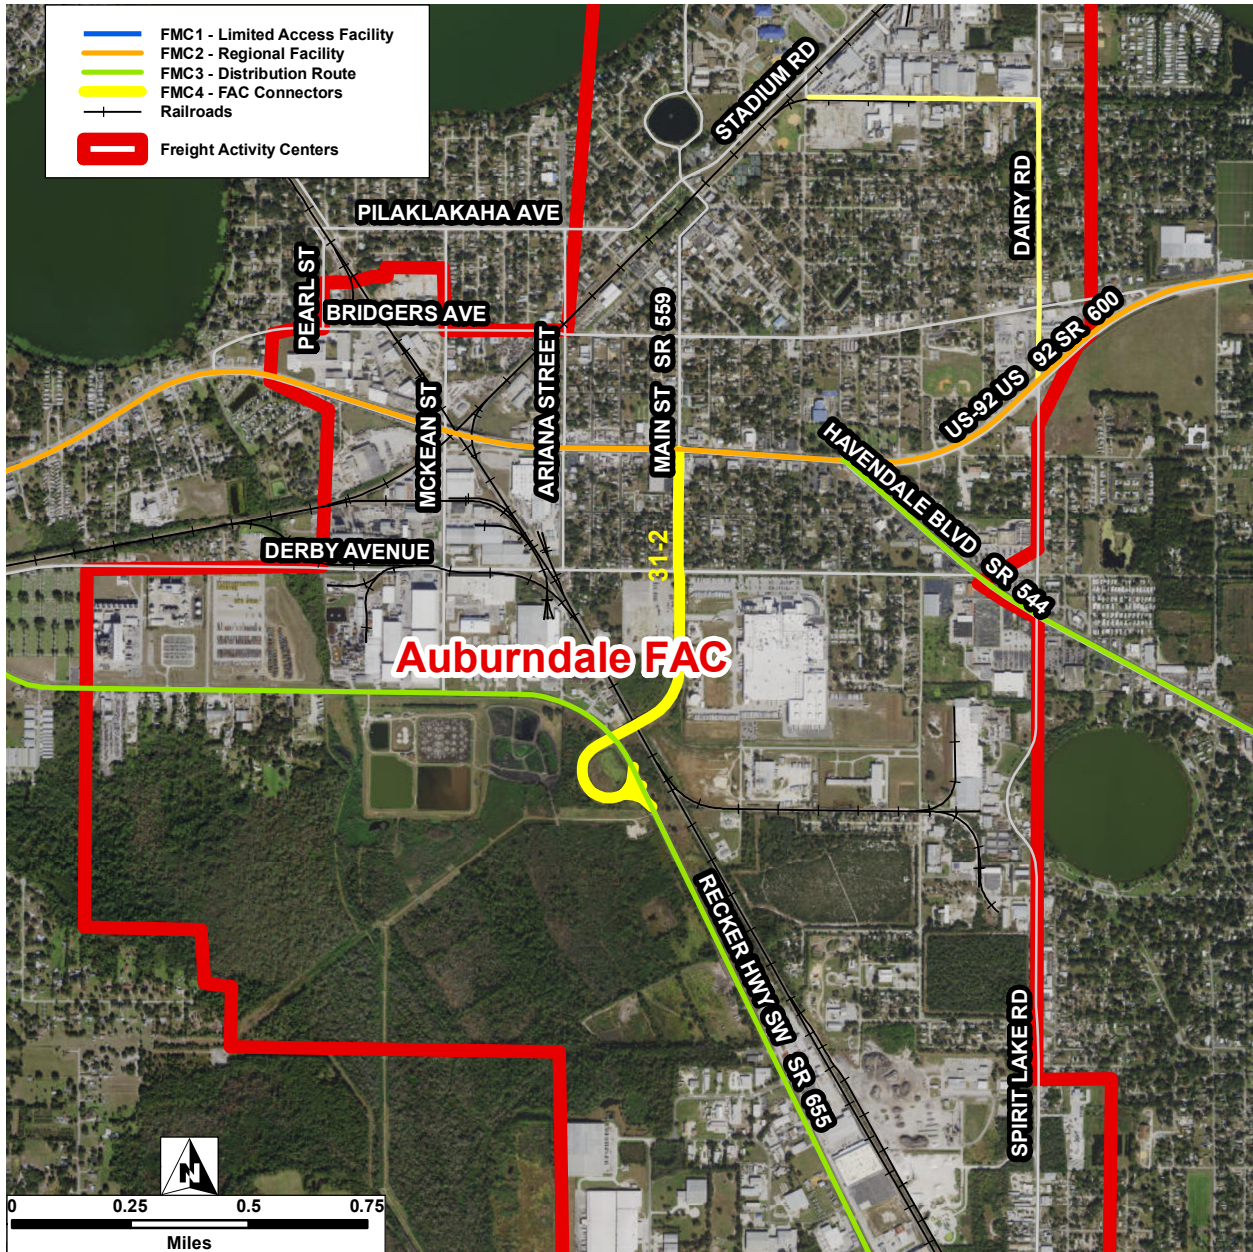 FMC1 - Limited Access Facility
FMC2 - Regional Facility
FMC3 - Distribution Route
FMC4 - FAC Connectors
Railroads
Freight Activity Centers
STADIUM RD
PILAKLAKAHA AVE
DAIRY RD
PEARL ST
BRIDGERS AVE
MAIN ST SR 559
US-92 US 92 SR 600
ARIANA STREET
MCKEAN ST
HAVENDALE BLVD SR 544
DERBY AVENUE
31-2
Auburndale FAC
RECKER HWY SW SR 655
SPIRIT LAKE RD
N
0 0.25 0.5 0.75
Miles